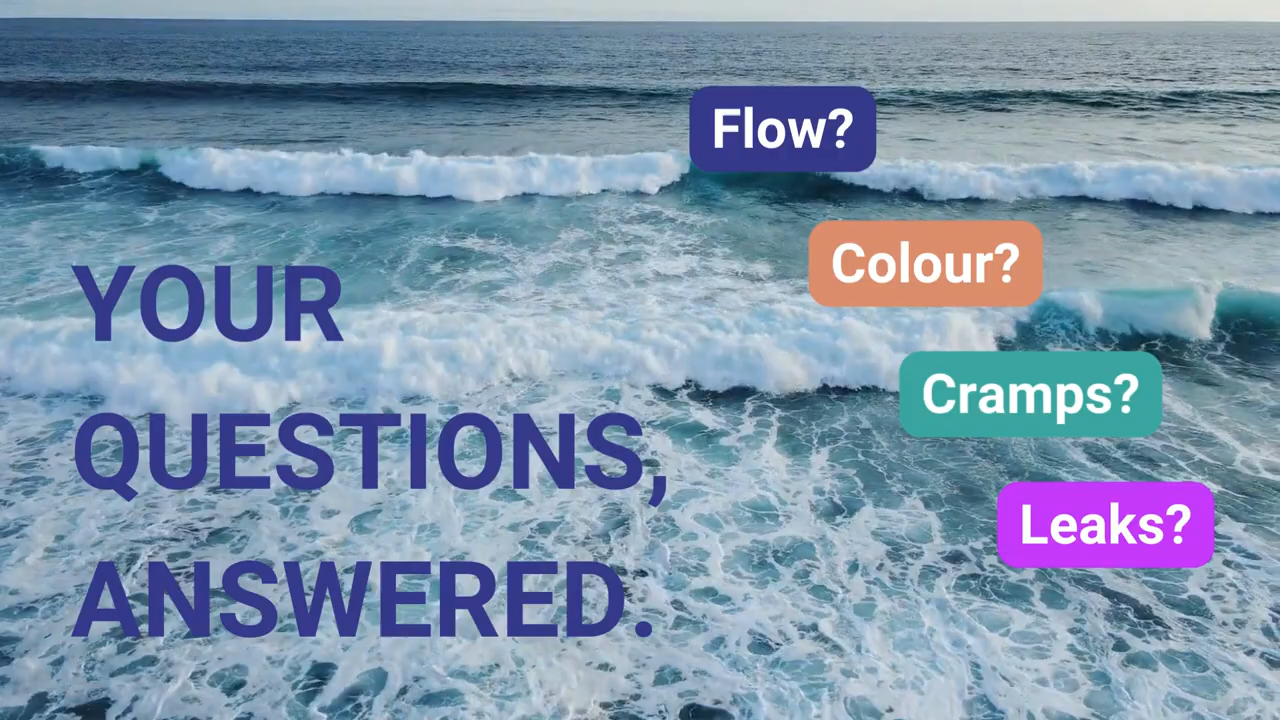 YOUR
QUESTIONS,
ANSWERED.
Flow?
Colour?
Cramps?
Leaks?